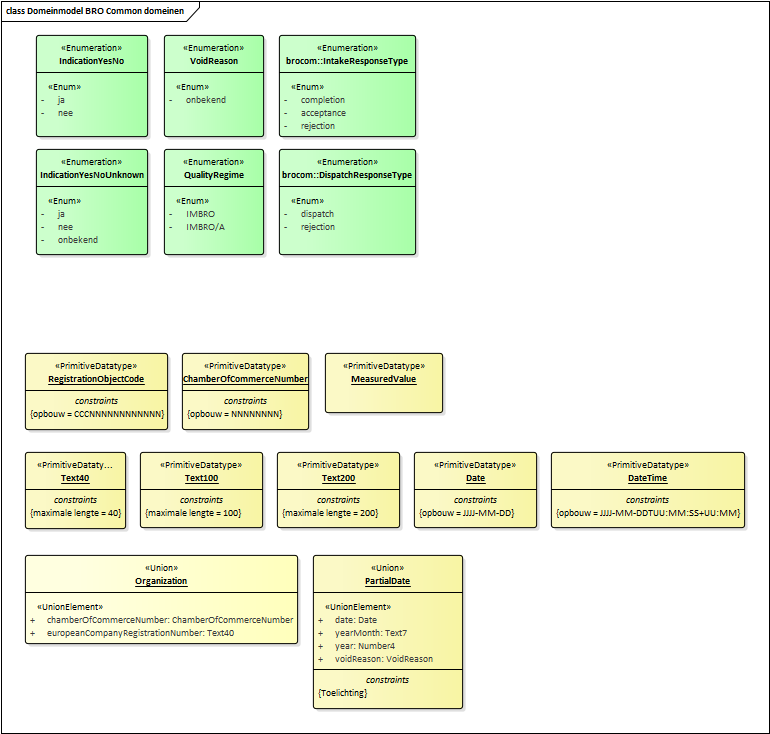 class Domeinmodel BRO Common domeinen
«Enumeration»
IndicationYesNo
«Enum»
- ja
- nee
«Enumeration»
VoidReason
«Enum»
- onbekend
«Enumeration»
brocom::IntakeResponseType
«Enum»
- completion
- acceptance
- rejection
«Enumeration»
IndicationYesNoUnknown
«Enum»
- ja
- nee
- onbekend
«Enumeration»
QualityRegime
«Enum»
- IMBRO
- IMBRO/A
«Enumeration»
brocom::DispatchResponseType
«Enum»
- dispatch
- rejection
«PrimitiveDatatype»
RegistrationObjectCode
constraints
{opbouw = CCCNNNNNNNNNNNN}
«PrimitiveDatatype»
ChamberOfCommerceNumber
constraints
{opbouw = NNNNNNNN}
«PrimitiveDatatype»
MeasuredValue
«PrimitiveDataty...
Text40
constraints
{maximale lengte = 40}
«PrimitiveDatatype»
Text100
constraints
{maximale lengte = 100}
«PrimitiveDatatype»
Text200
constraints
{maximale lengte = 200}
«PrimitiveDatatype»
Date
constraints
{opbouw = JJJJ-MM-DD}
«PrimitiveDatatype»
DateTime
constraints
{opbouw = JJJJ-MM-DDTUU:MM:SS+UU:MM}
«Union»
Organization
«UnionElement»
+ chamberOfCommerceNumber: ChamberOfCommerceNumber
+ europeanCompanyRegistrationNumber: Text40
«Union»
PartialDate
«UnionElement»
+ date: Date
+ yearMonth: Text7
+ year: Number4
+ voidReason: VoidReason
constraints
{Toelichting}